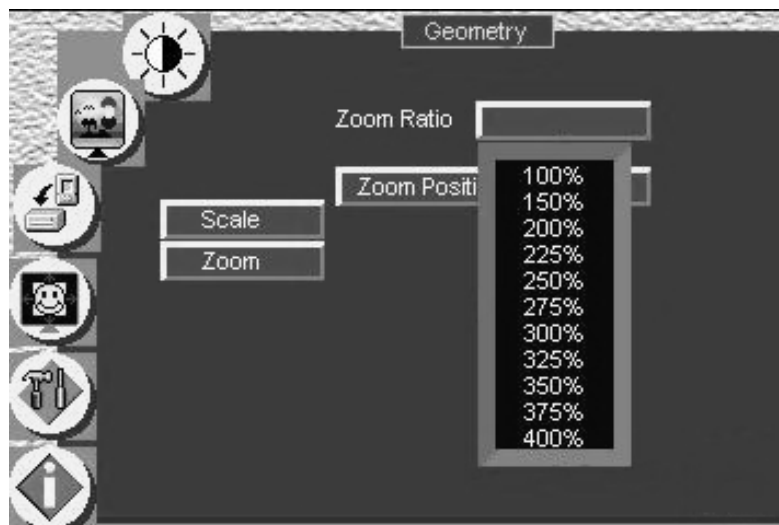 Geometry
Zoom Ratio
Zoom Positi
Scale
Zoom
100%
150%
200%
225%
250%
275%
300%
325%
350%
375%
400%